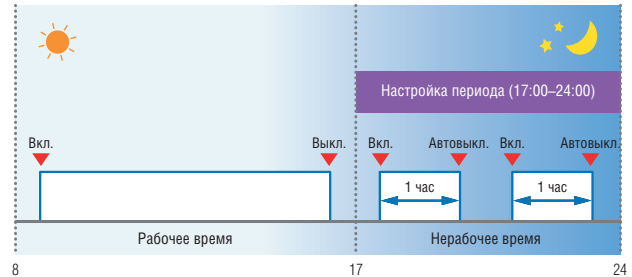 Настройка периода (17:00–24:00)
Вкл. Выкл. Вкл. Автовыкл. Вкл. Автовыкл.
1 час 1 час
Рабочее время Нерабочее время
8 17 24